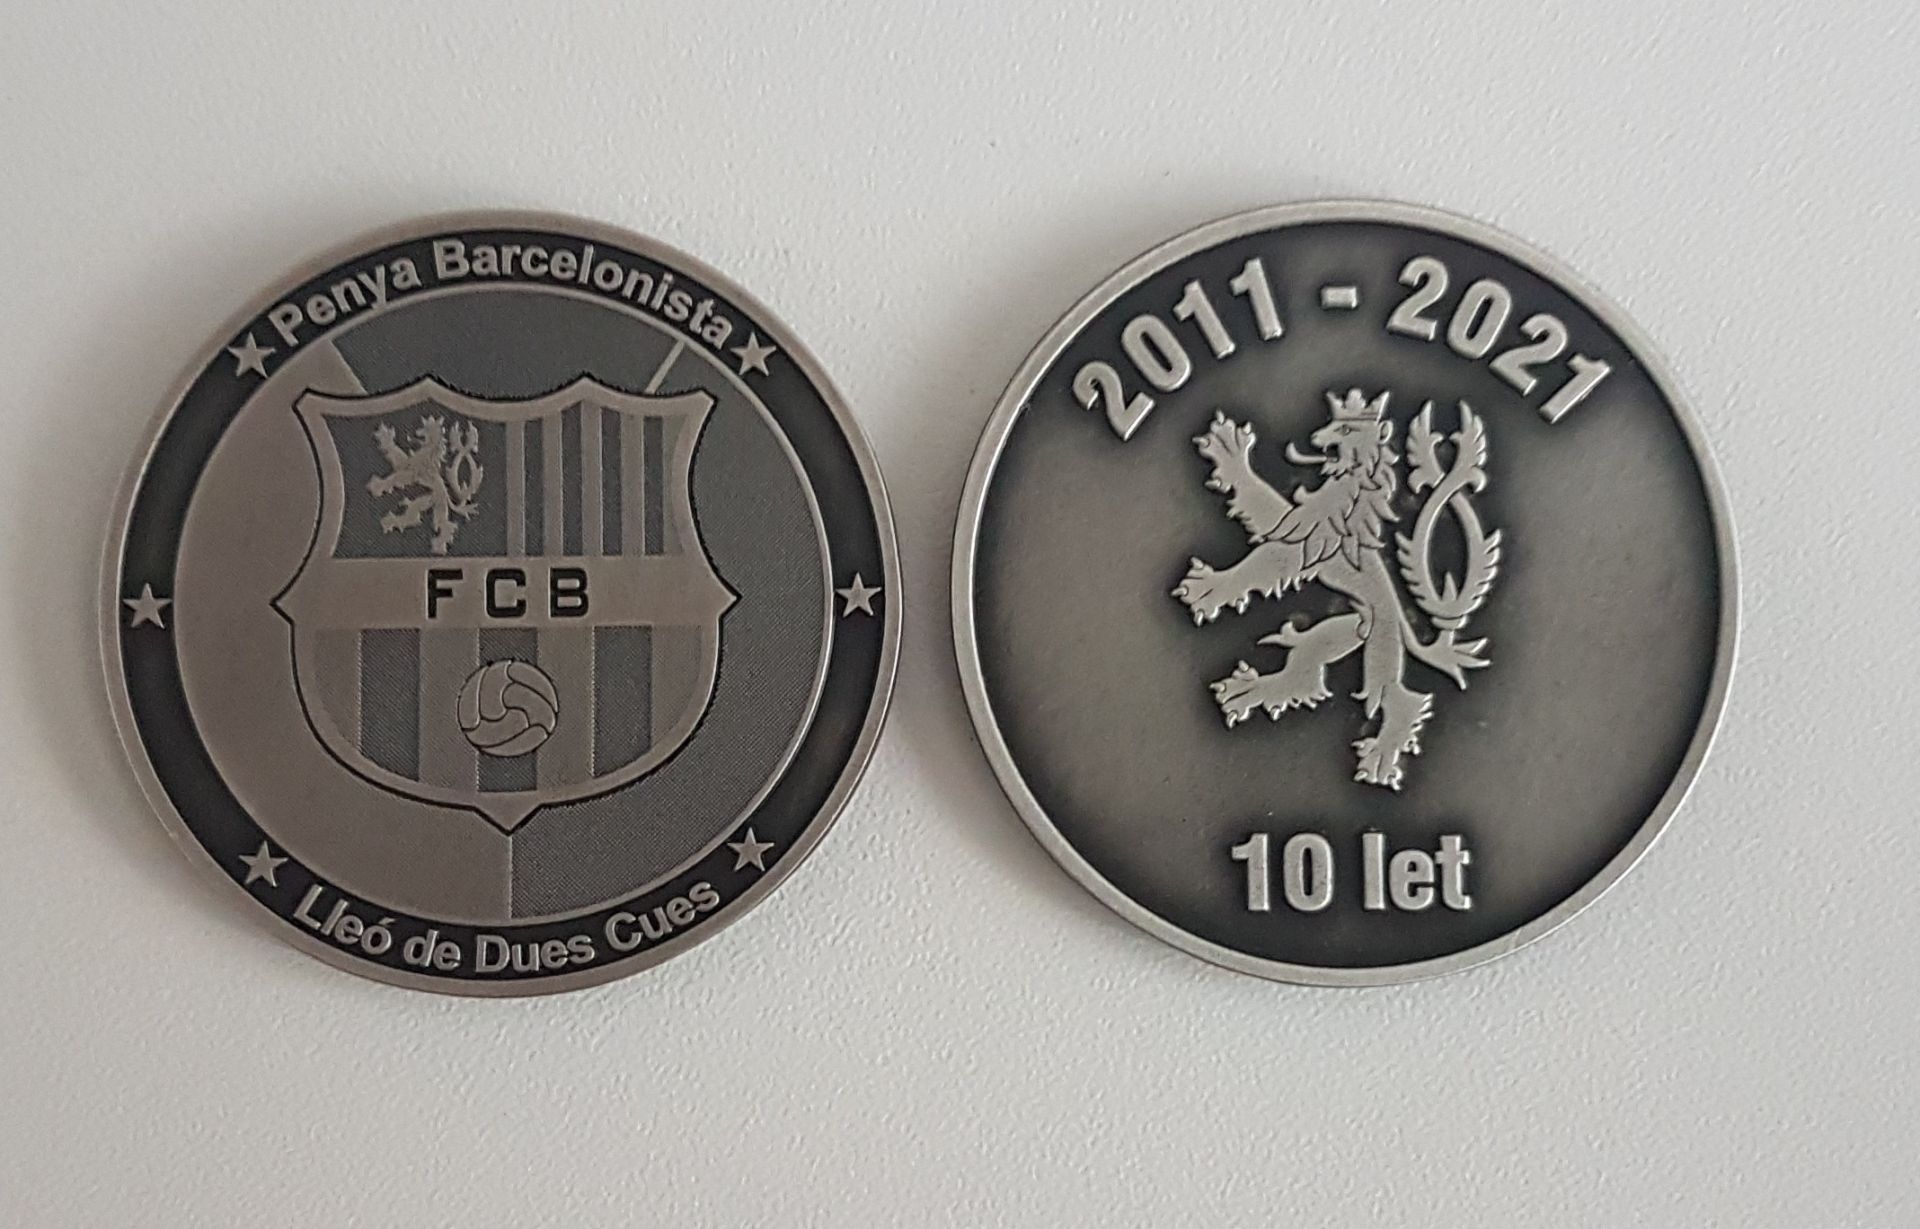 Penya Barcelonista
FCB
Lleó de Dues Cues
2011 - 2021
10 let